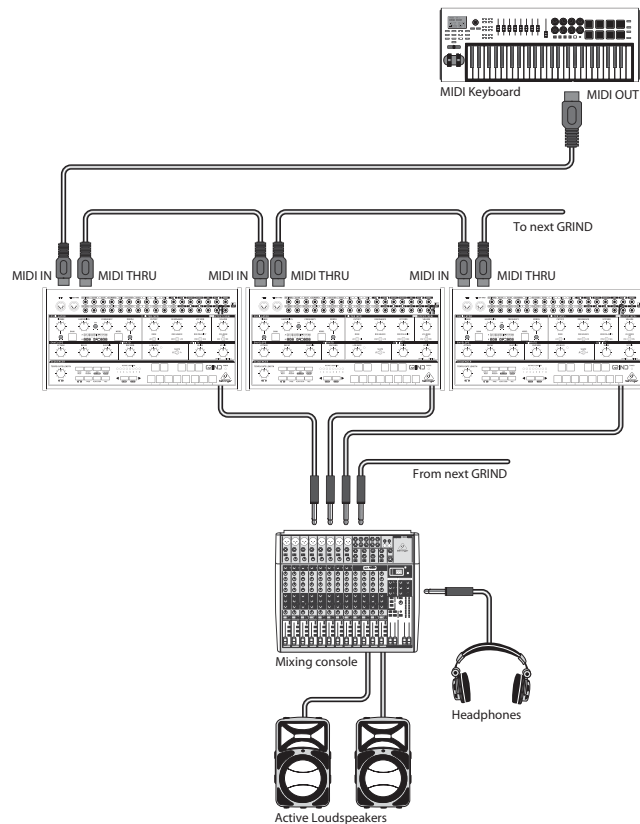 MIDI Keyboard
MIDI OUT
To next GRIND
MIDI IN
MIDI THRU
MIDI IN
MIDI THRU
MIDI IN
MIDI THRU
From next GRIND
Mixing console
Headphones
Active Loudspeakers